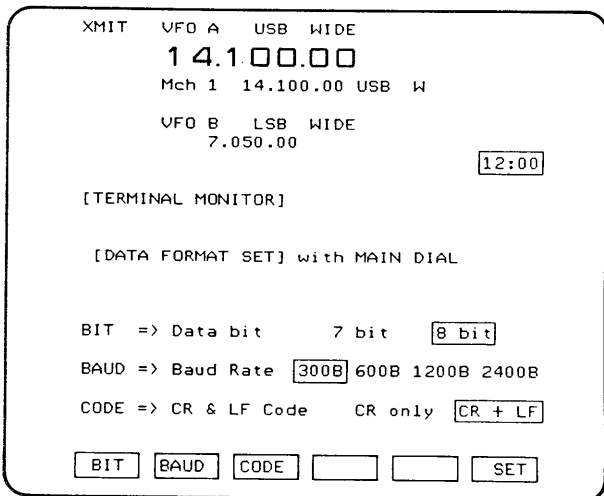 XMIT VFO A USB WIDE
14.100.00
Mch 1 14.100.00 USB W
VFO B LSB WIDE
7.050.00
12:00
[TERMINAL MONITOR]
[DATA FORMAT SET] with MAIN DIAL
BIT => Data bit 7 bit 8 bit
BAUD => Baud Rate 300B 600B 1200B 2400B
CODE => CR & LF Code CR only CR + LF
BIT BAUD CODE SET